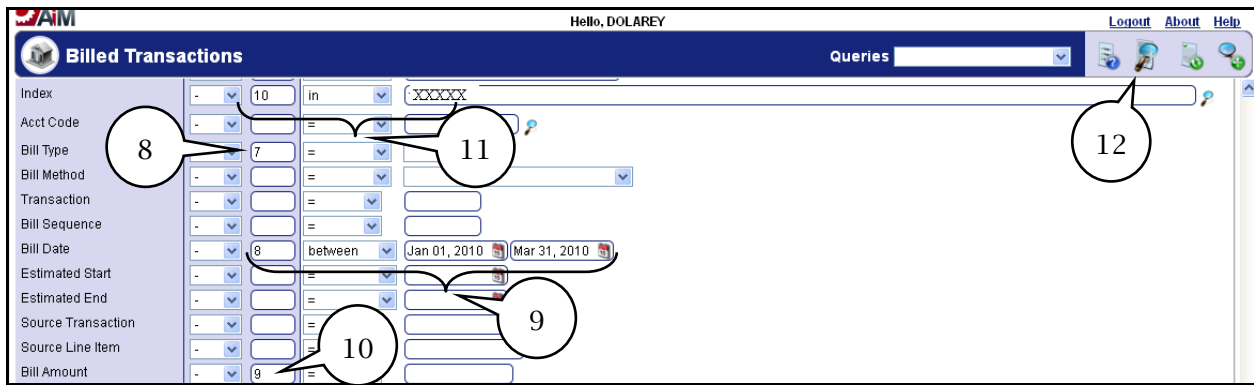 AiM Hello, DOLAREY Logout About Help
Billed Transactions Queries
Index - 10 in XXXXX
Acct Code - =
Bill Type 7 =
Bill Method - =
Transaction - =
Bill Sequence - =
Bill Date - 8 between Jan 01, 2010 Mar 31, 2010
Estimated Start - =
Estimated End - =
Source Transaction - =
Source Line Item - =
Bill Amount - 9 =
8
11
12
9
10